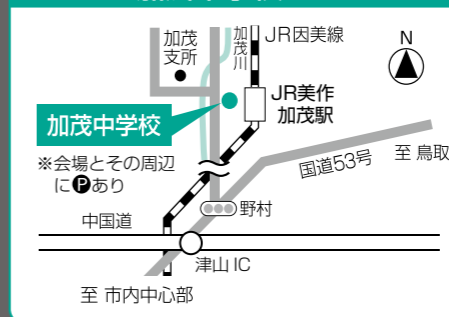 加茂
支所
加茂川
JR因美線
N
JR美作
加茂駅
加茂中学校
※会場とその周辺
にPあり
国道53号
至 鳥取
野村
中国道
津山 IC
至 市内中心部